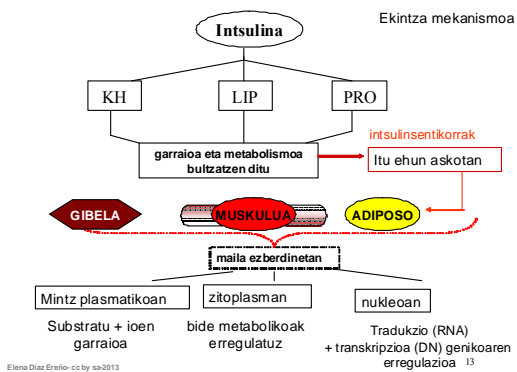 Ekintza mekanismoa
Intsulina
KH
LIP
PRO
intsulinsentikorrak
garraioa eta metabolismoa
bultzatzen ditu
Itu ehun askotan
GIBELA
MUSKULUA
ADIPOSO
maila ezberdinetan
Mintz plasmatikoan
zitoplasman
nukleoan
Substratu + ioen
garraioa
bide metabolikoak
erregulatuz
Tradukzio (RNA)
+ transkripzioa (DN) genikoaren
erregulazioa
13
Elena Díaz Ereño- cc by sa-2013